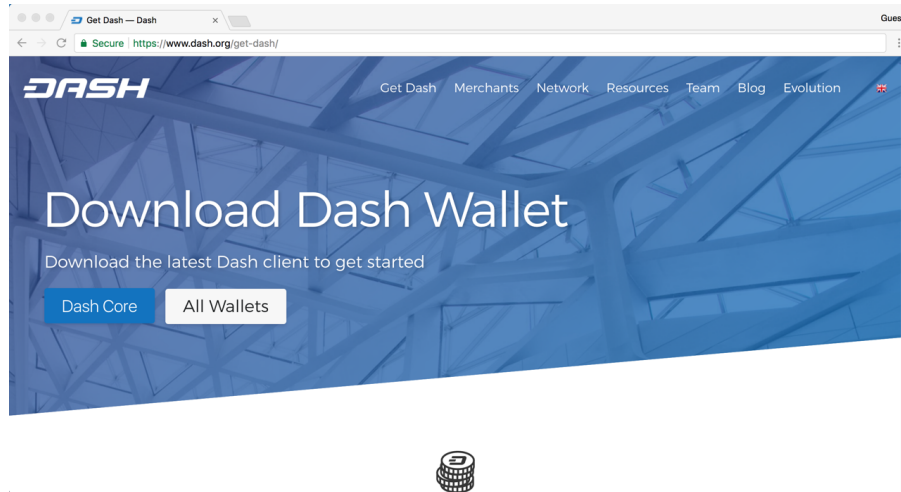 Get Dash — Dash
Gues
Secure https://www.dash.org/get-dash/
DASH
Get Dash Merchants Network Resources Team Blog Evolution
Download Dash Wallet
Download the latest Dash client to get started
Dash Core All Wallets